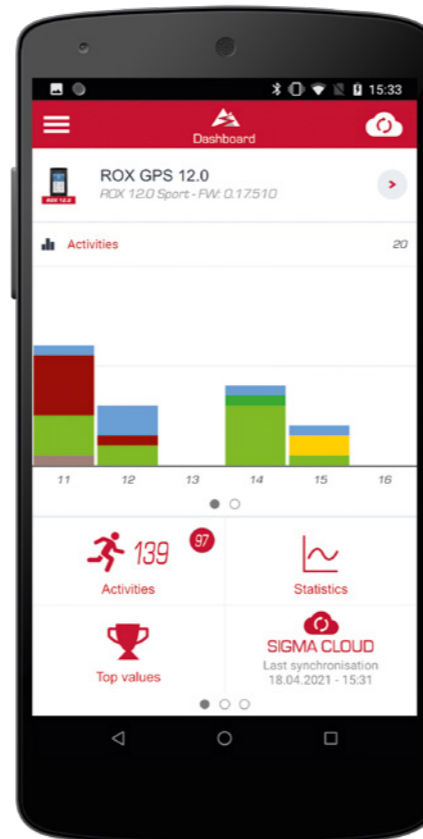 15:33
Dashboard
ROX GPS 12.0
ROX 12.0 Sport - FW: 0.17.510
ROX 12.0
Activities 20
11 12 13 14 15 16
139 97
Activities
Statistics
Top values
SIGMA CLOUD
Last synchronisation
18.04.2021 - 15:31